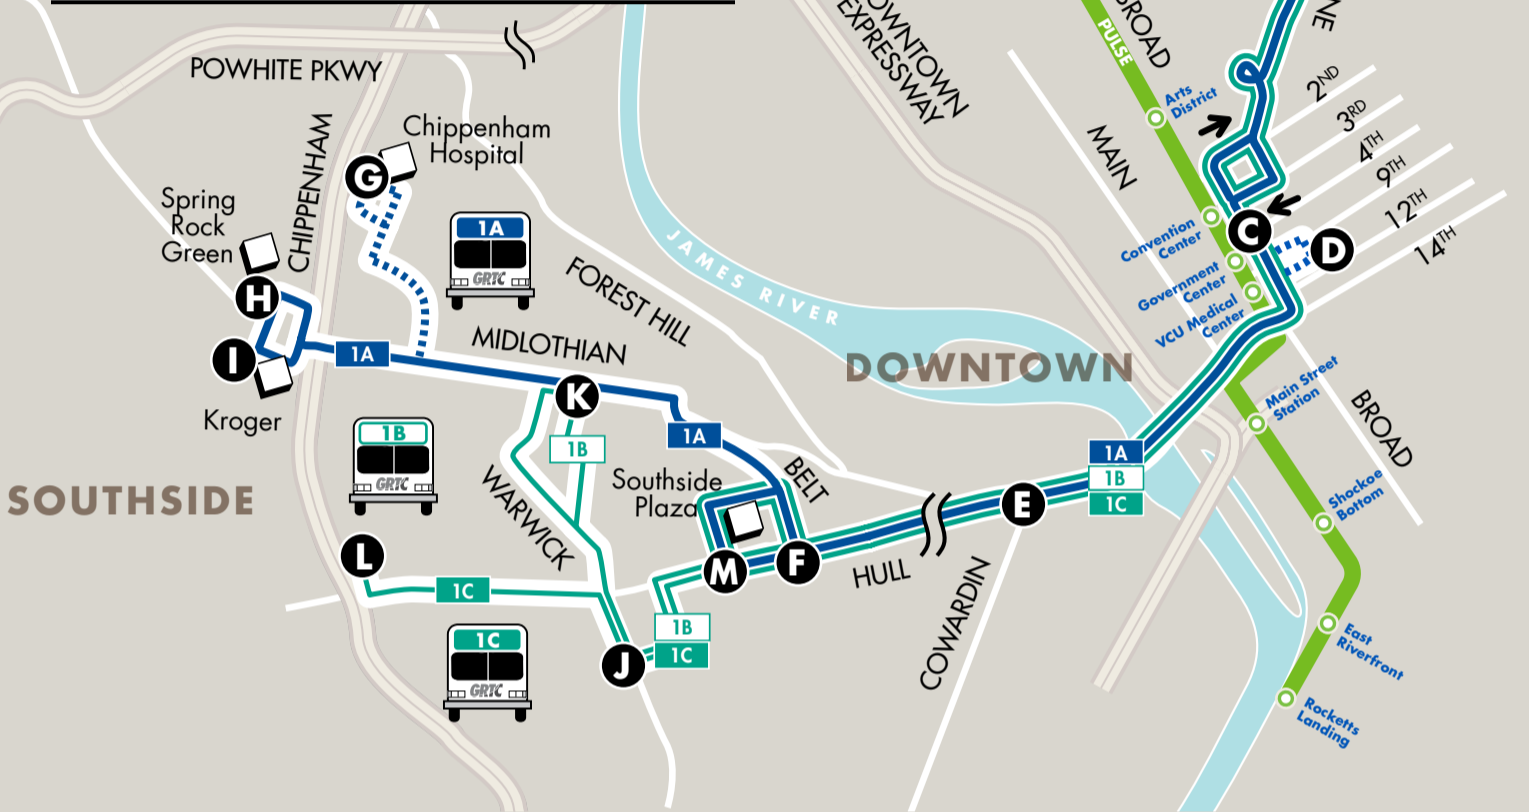 POWHITE PKWY
CHIPPENHAM
Chippenham
Hospital
G
Spring
Rock
Green
H
I
Kroger
1A
GRTC
1A
MIDLOTHIAN
FOREST HILL
JAMES RIVER
OWNTOWN
EXPRESSWAY
MAIN
BROAD
PULSE
NE
2ND
3RD
4TH
9TH
12TH
14TH
Arts
District
Convention
Center
Government
Center
VCU Medical
Center
C
D
DOWNTOWN
Main Street
Station
BROAD
Shockoe
Bottom
East
Riverfront
Rocketts
Landing
K
1A
1B
1B
GRTC
SOUTHSIDE
WARWICK
Southside
Plaza
BELT
1A
1B
1C
E
M
F
HULL
COWARDIN
L
1C
1C
GRTC
J
1B
1C